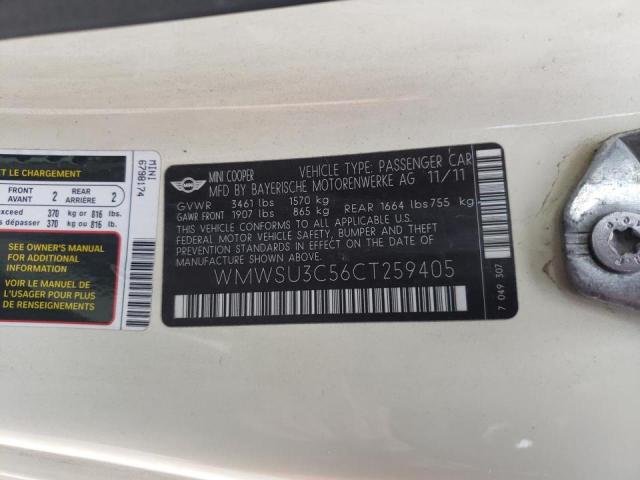 ET LE CHARGEMENT
FRONT AVANT 2 REAR ARRIÈRE 2
exceed 370 kg or 816 lbs.
s dépasser 370 kg ou 816 lb.
SEE OWNER'S MANUAL
FOR ADDITIONAL
INFORMATION
VOIR LE MANUEL DE
L'USAGER POUR PLUS
DE RENSEIGNEMENTS
MINI
6798174
MINI
MINI COOPER VEHICLE TYPE: PASSENGER CAR
MFD BY BAYERISCHE MOTORENWERKE AG 11/11
GVWR 3461 lbs 1570 kg
GAWR FRONT 1907 lbs 865 kg REAR 1664 lbs 755 kg
THIS VEHICLE CONFORMS TO ALL APPLICABLE U.S.
FEDERAL MOTOR VEHICLE SAFETY, BUMPER AND THEFT
PREVENTION STANDARDS IN EFFECT ON THE DATE OF
MANUFACTURE SHOWN ABOVE.
WMWSU3C56CT259405
7 049 307